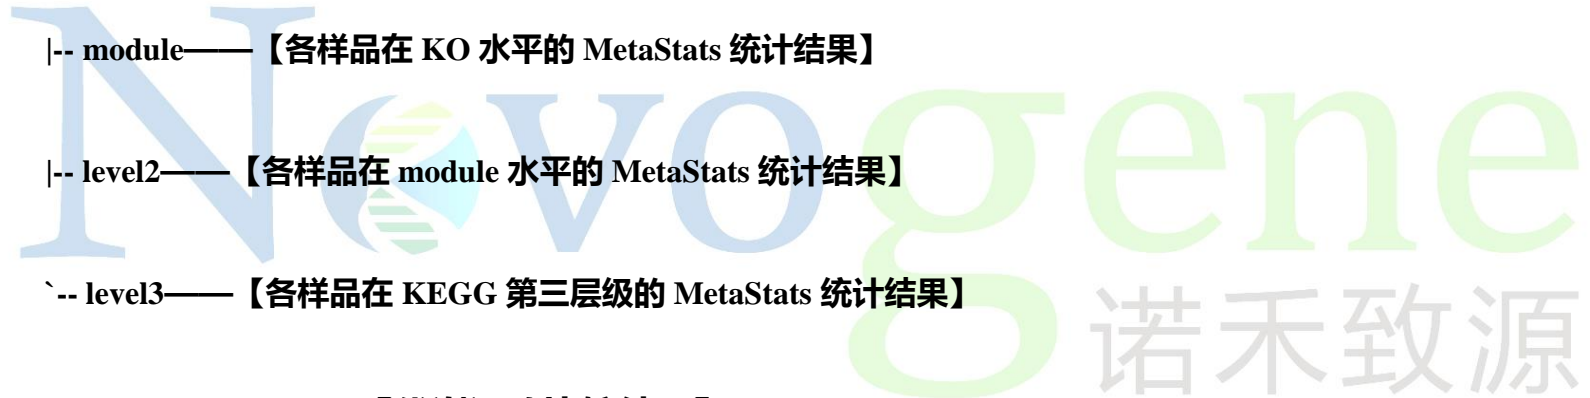 |-- module——【各样品在 KO 水平的 MetaStats 统计结果】
|-- level2——【各样品在 module 水平的 MetaStats 统计结果】
`-- level3——【各样品在 KEGG 第三层级的 MetaStats 统计结果】
Novogene
诺禾致源